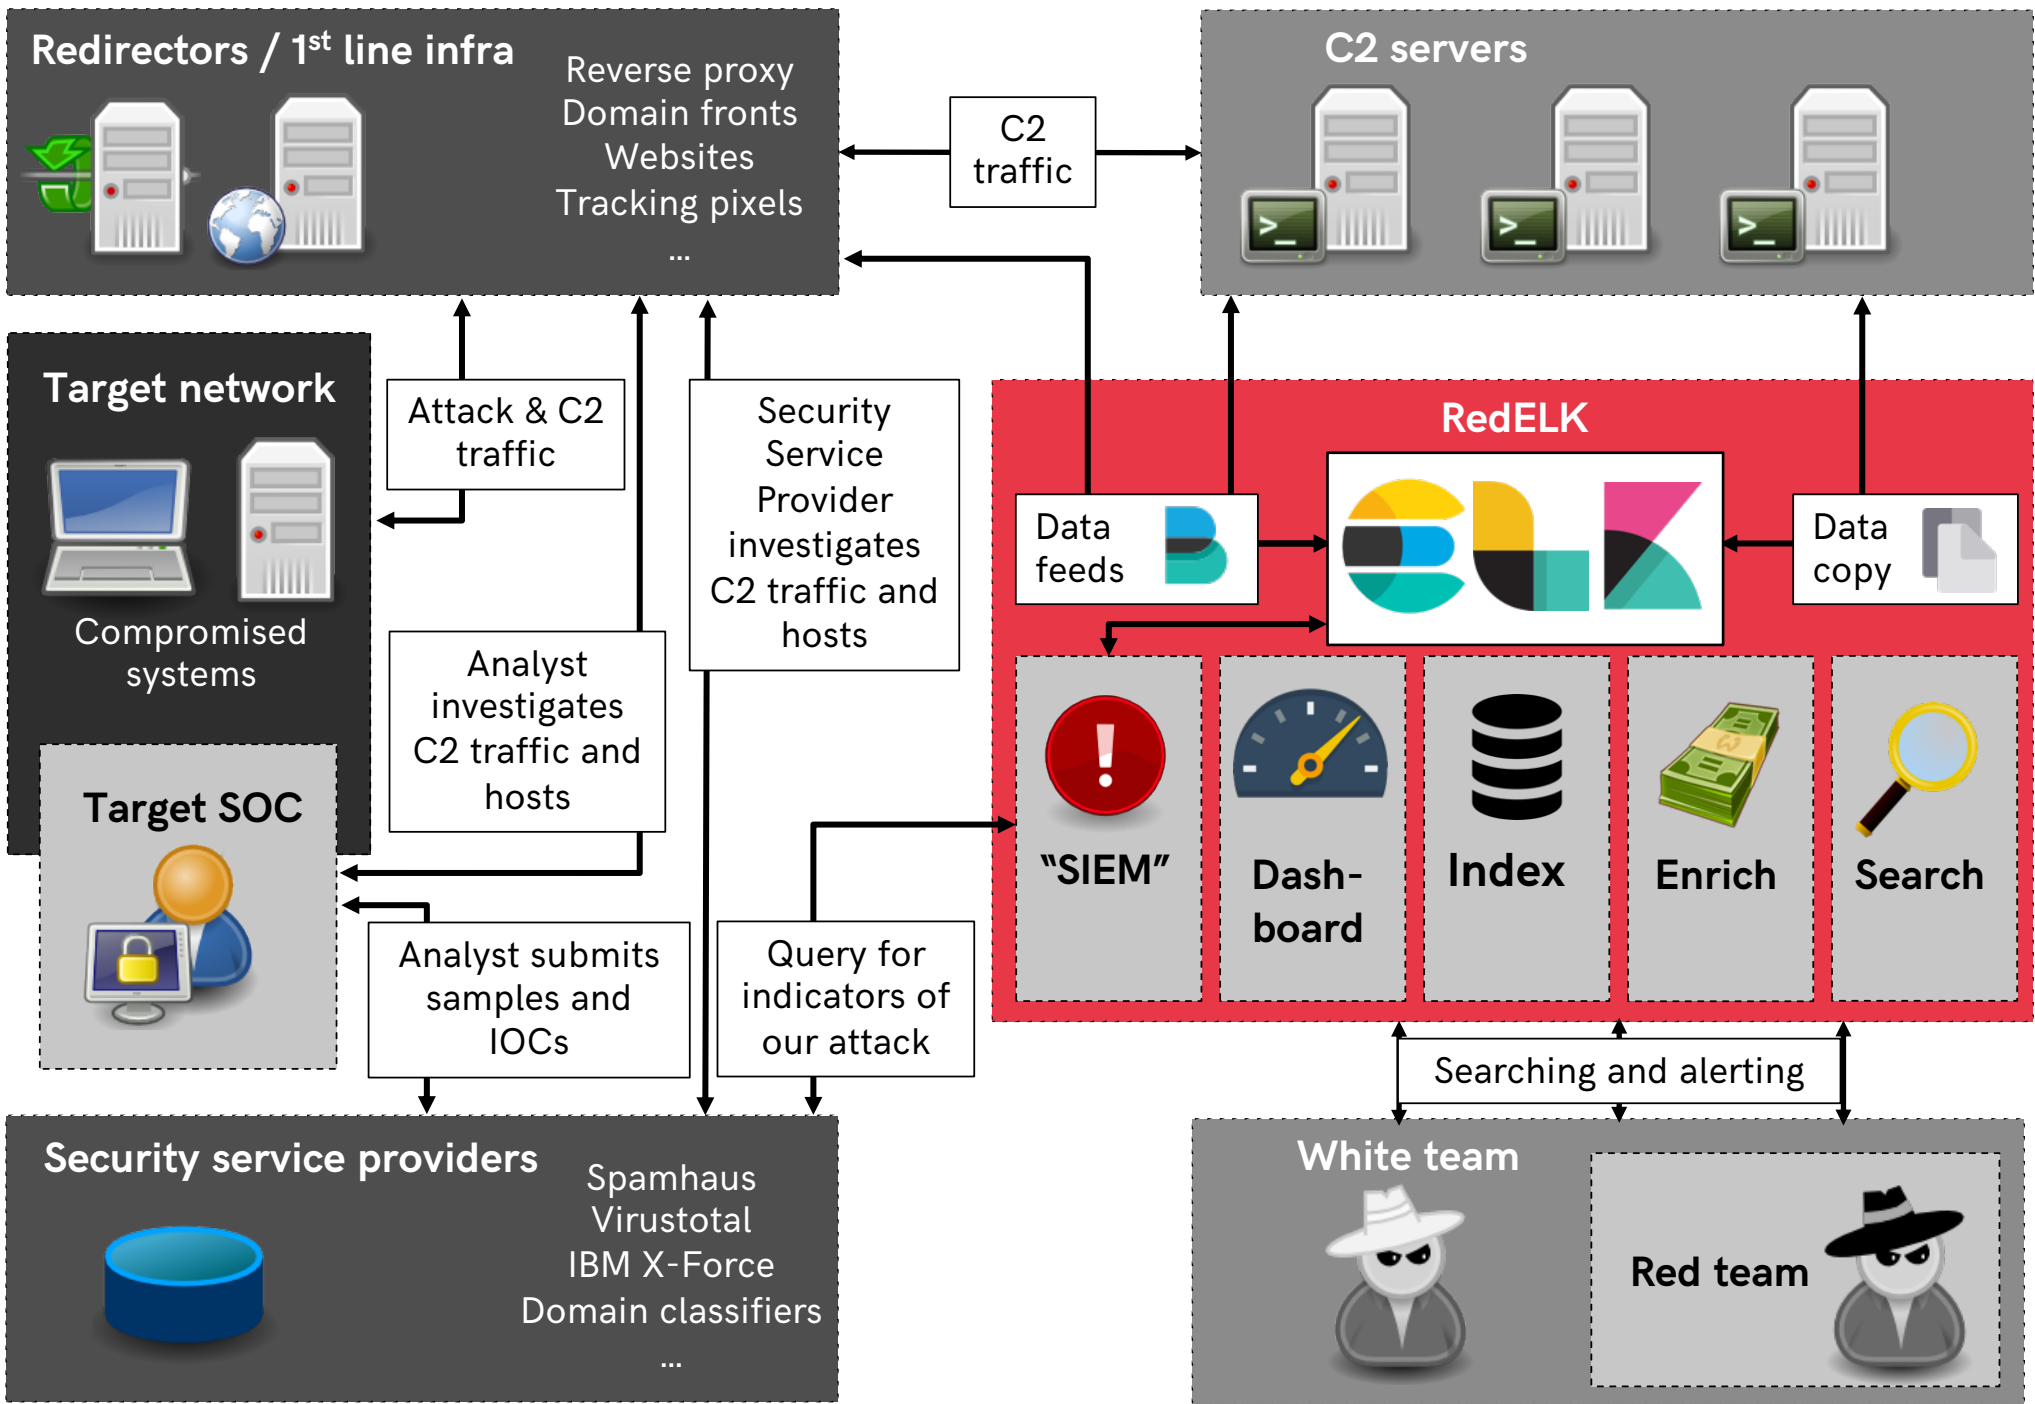 Redirectors / 1st line infra
Reverse proxy
Domain fronts
Websites
Tracking pixels
...
C2
traffic
C2 servers
>_
>_
>_
Target network
Compromised
systems
Attack & C2
traffic
Security
Service
Provider
investigates
C2 traffic and
hosts
Analyst
investigates
C2 traffic and
hosts
Target SOC
Analyst submits
samples and
IOCs
Query for
indicators of
our attack
RedELK
Data
feeds
Data
copy
"SIEM"
Dash-
board
Index
Enrich
Search
Searching and alerting
Security service providers
Spamhaus
Virustotal
IBM X-Force
Domain classifiers
...
White team
Red team